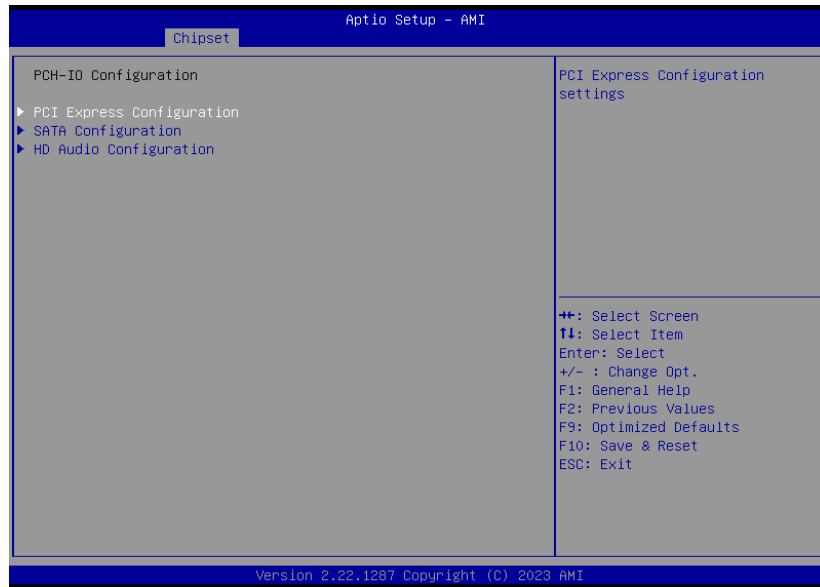 Aptio Setup – AMI
Chipset
PCH-IO Configuration
▶ PCI Express Configuration
▶ SATA Configuration
▶ HD Audio Configuration
PCI Express Configuration
settings
→←: Select Screen
↑↓: Select Item
Enter: Select
+/- : Change Opt.
F1: General Help
F2: Previous Values
F9: Optimized Defaults
F10: Save & Reset
ESC: Exit
Version 2.22.1287 Copyright (C) 2023 AMI